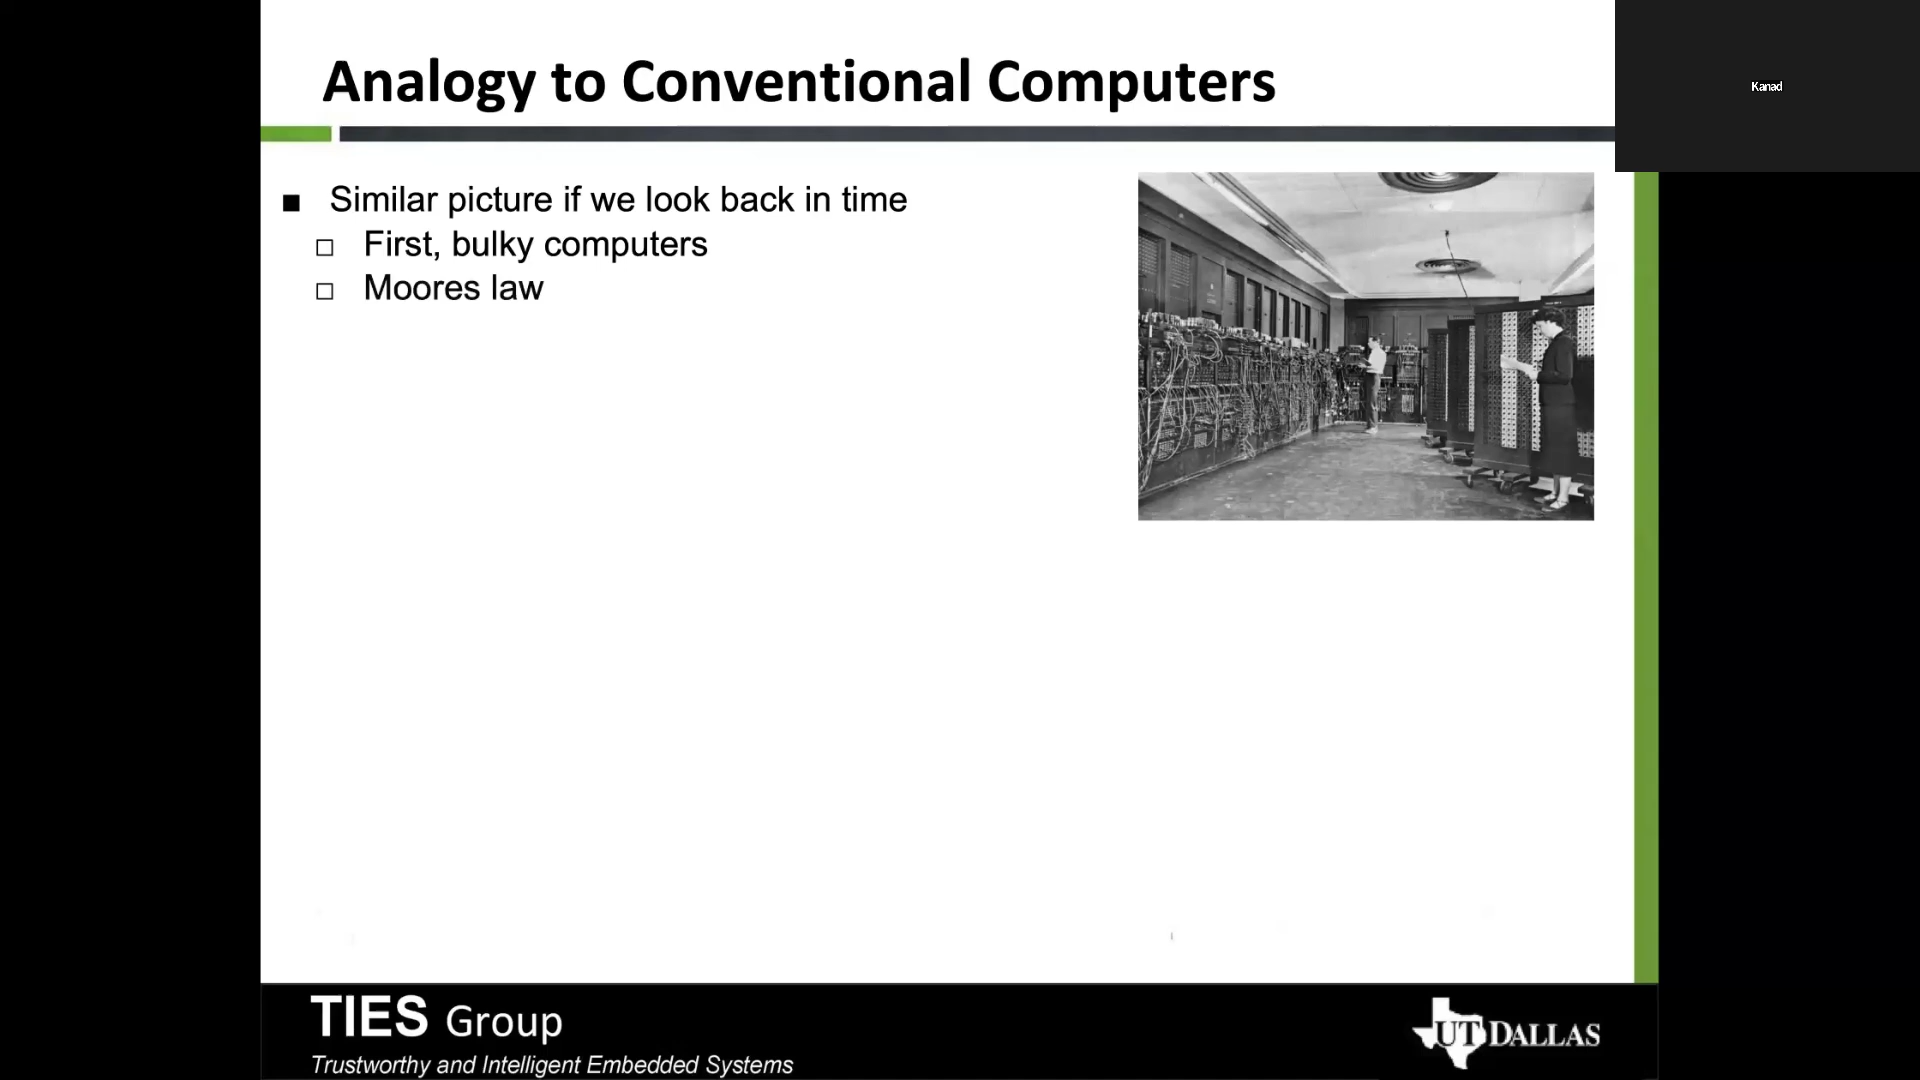 Analogy to Conventional Computers
Kanad
Similar picture if we look back in time
First, bulky computers
Moores law
TIES Group
Trustworthy and Intelligent Embedded Systems
UT DALLAS